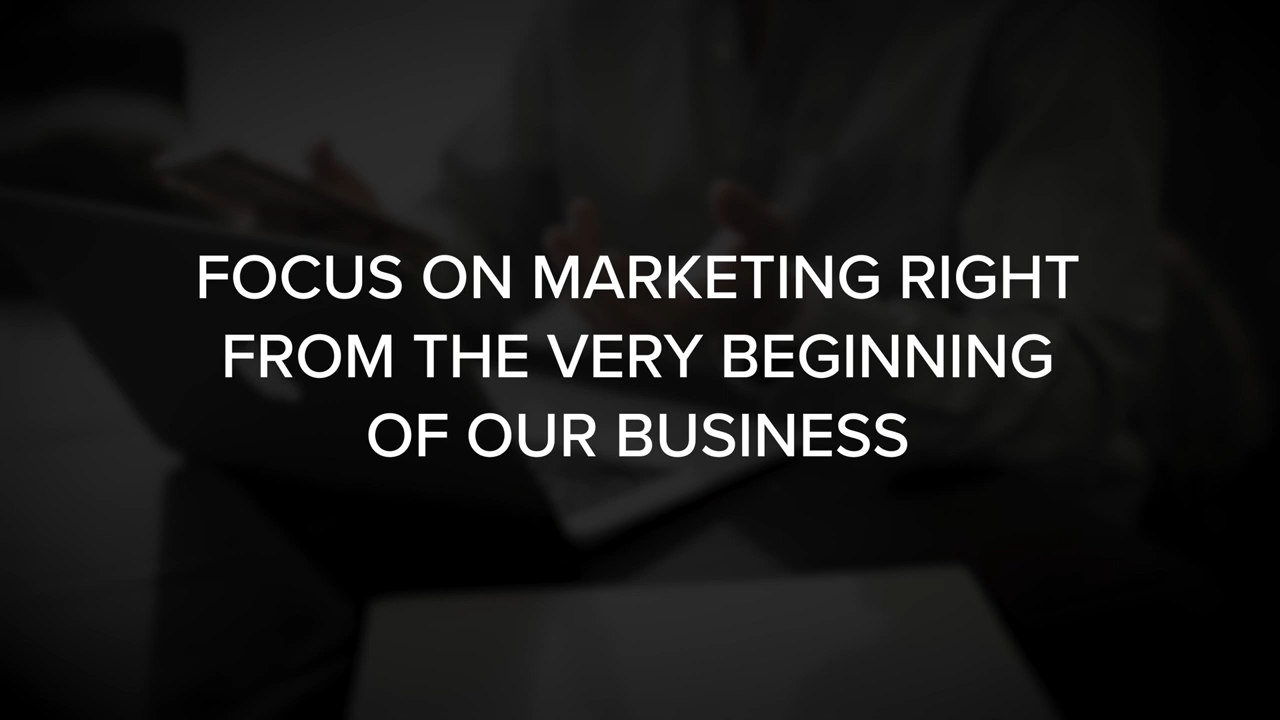 FOCUS ON MARKETING RIGHT
FROM THE VERY BEGINNING
OF OUR BUSINESS